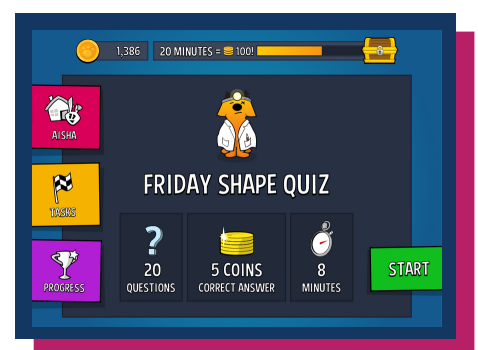 1,386
20 MINUTES = 100!
AISHA
TASKS
PROGRESS
FRIDAY SHAPE QUIZ
20
QUESTIONS
5 COINS
CORRECT ANSWER
8
MINUTES
START